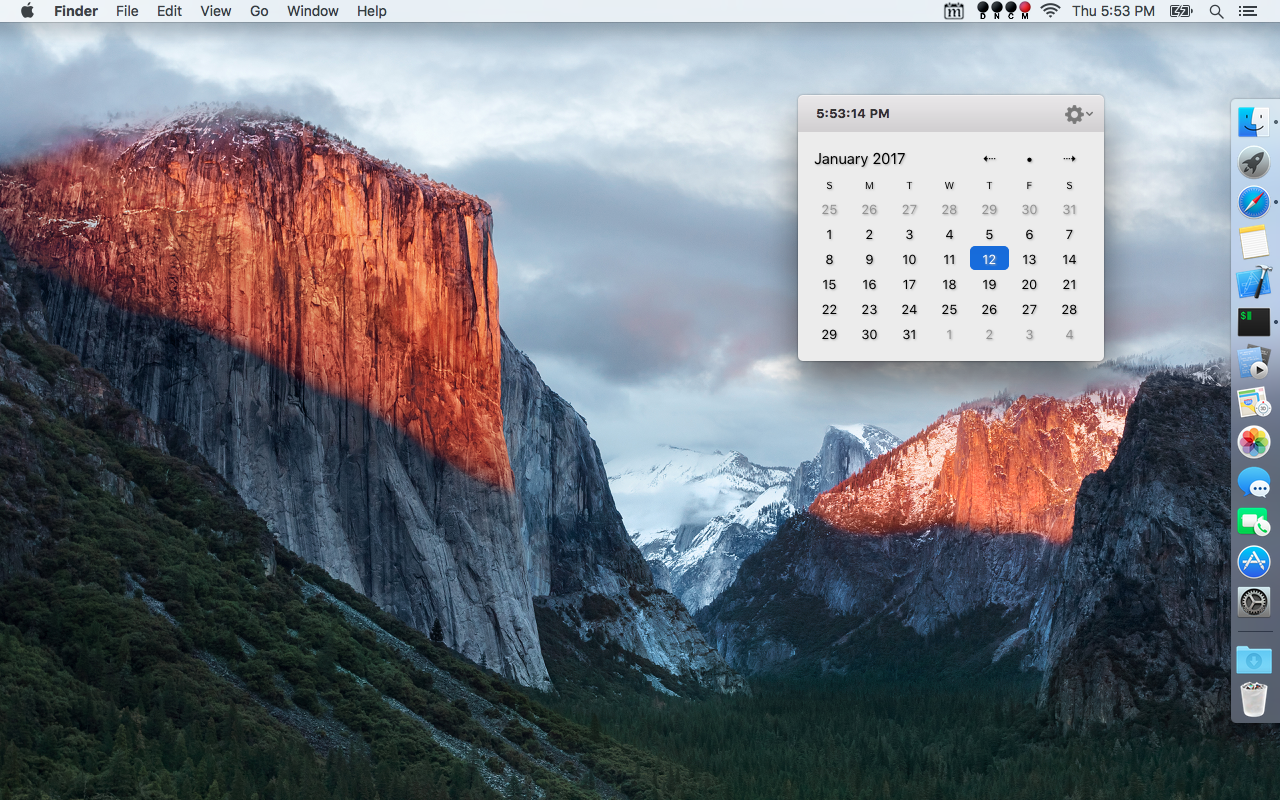 Finder File Edit View Go Window Help D N C M Thu 5:53 PM
5:53:14 PM
January 2017
S M T W T F S
25 26 27 28 29 30 31
1 2 3 4 5 6 7
8 9 10 11 12 13 14
15 16 17 18 19 20 21
22 23 24 25 26 27 28
29 30 31 1 2 3 4
$